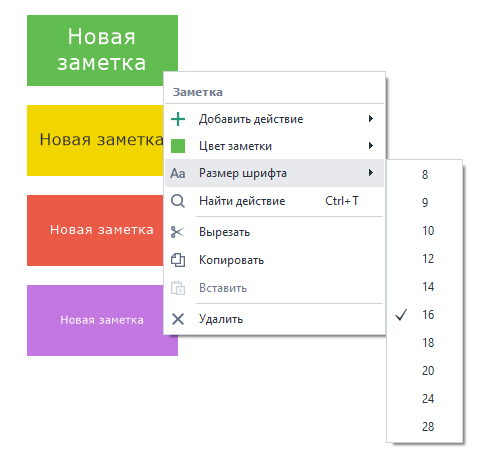 Новая
заметка
Новая заметка
Новая заметка
Новая заметка
Заметка
Добавить действие
Цвет заметки
Aa Размер шрифта
Найти действие Ctrl+T
Вырезать
Копировать
Вставить
Удалить
8
9
10
12
14
16
18
20
24
28